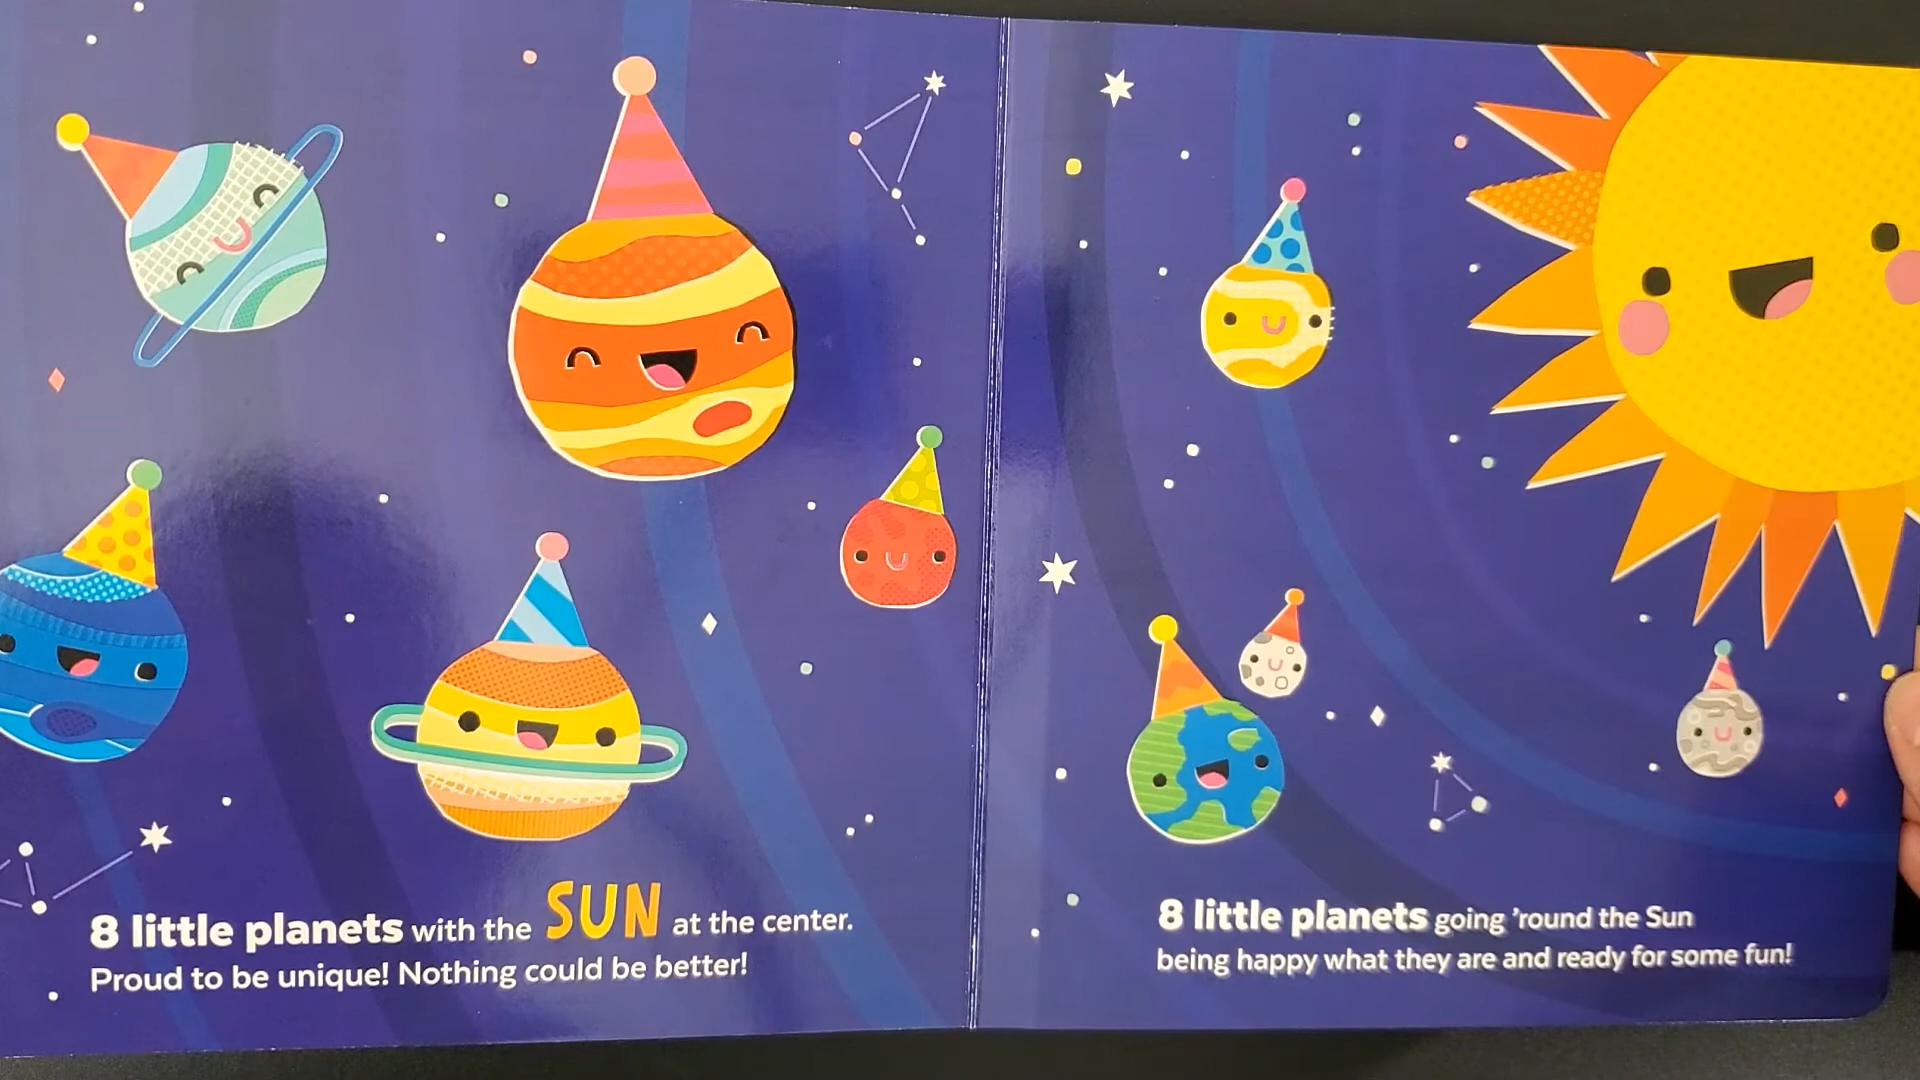 8 little planets with the SUN at the center.
Proud to be unique! Nothing could be better!
8 little planets going ’round the Sun
being happy what they are and ready for some fun!